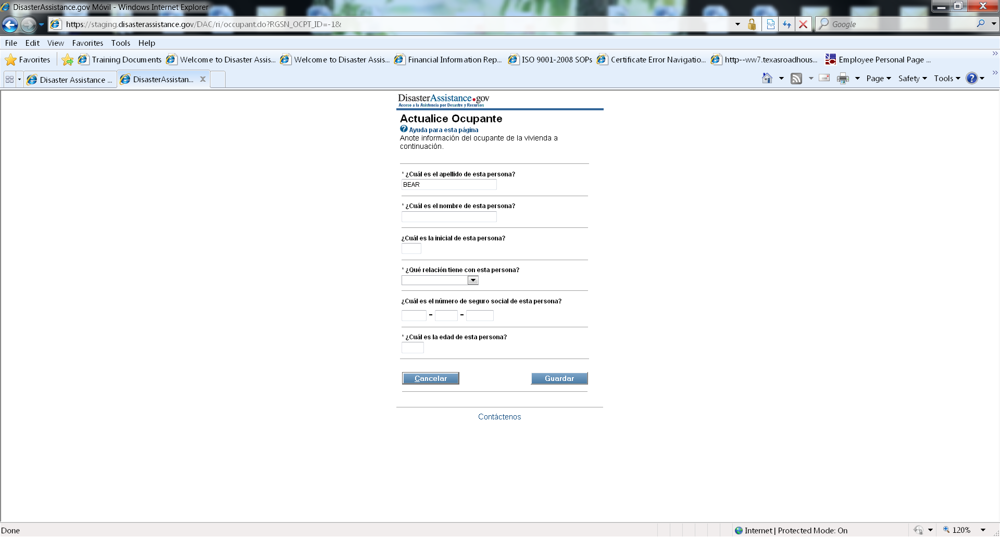 DisasterAssistance.gov Móvil - Windows Internet Explorer
https://staging.disasterassistance.gov/DAC/ri/occupant.do?RGSN_OCPT_ID=-1&
Google
File Edit View Favorites Tools Help
Favorites Training Documents Welcome to Disaster Assis... Welcome to Disaster Assis... Financial Information Rep... ISO 9001-2008 SOPs Certificate Error Navigatio... http--ww7.texasroadhous... Employee Personal Page ...
Disaster Assistance ... DisasterAssistan... Page Safety Tools
DisasterAssistance.gov
Acceso a la Asistencia por Desastre y Recursos
Actualice Ocupante
Ayuda para esta página
Anote información del ocupante de la vivienda a
continuación.
* ¿Cuál es el apellido de esta persona?
BEAR
* ¿Cuál es el nombre de esta persona?
¿Cuál es la inicial de esta persona?
* ¿Qué relación tiene con esta persona?
¿Cuál es el número de seguro social de esta persona?
- -
* ¿Cuál es la edad de esta persona?
Cancelar Guardar
Contáctenos
Done Internet | Protected Mode: On 120%